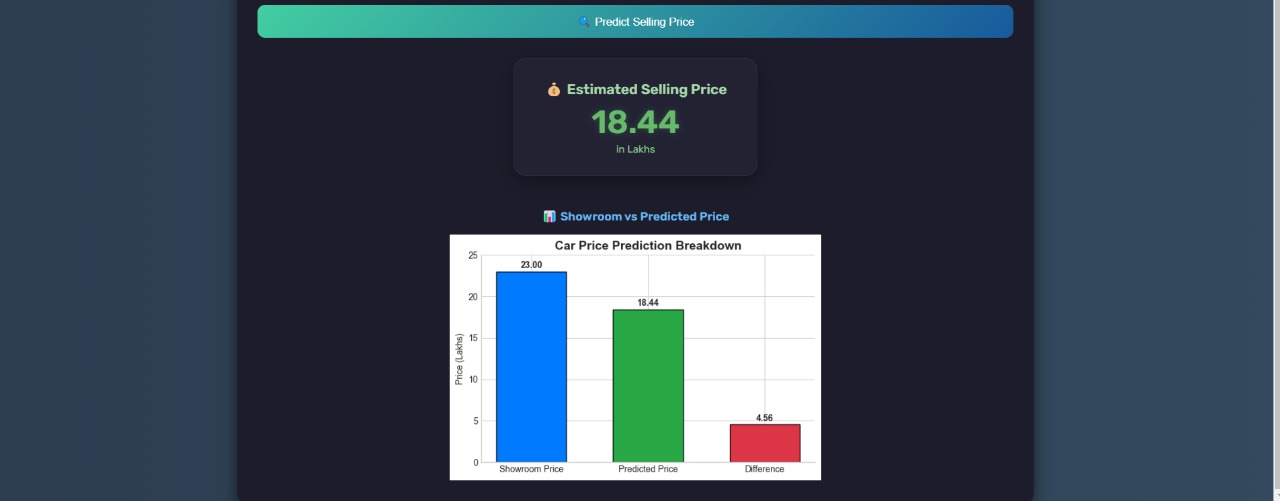 🔍 Predict Selling Price
💰 Estimated Selling Price
18.44
in Lakhs
📊 Showroom vs Predicted Price
Car Price Prediction Breakdown
25
20
15
10
5
0
Price (Lakhs)
23.00
18.44
4.56
Showroom Price
Predicted Price
Difference